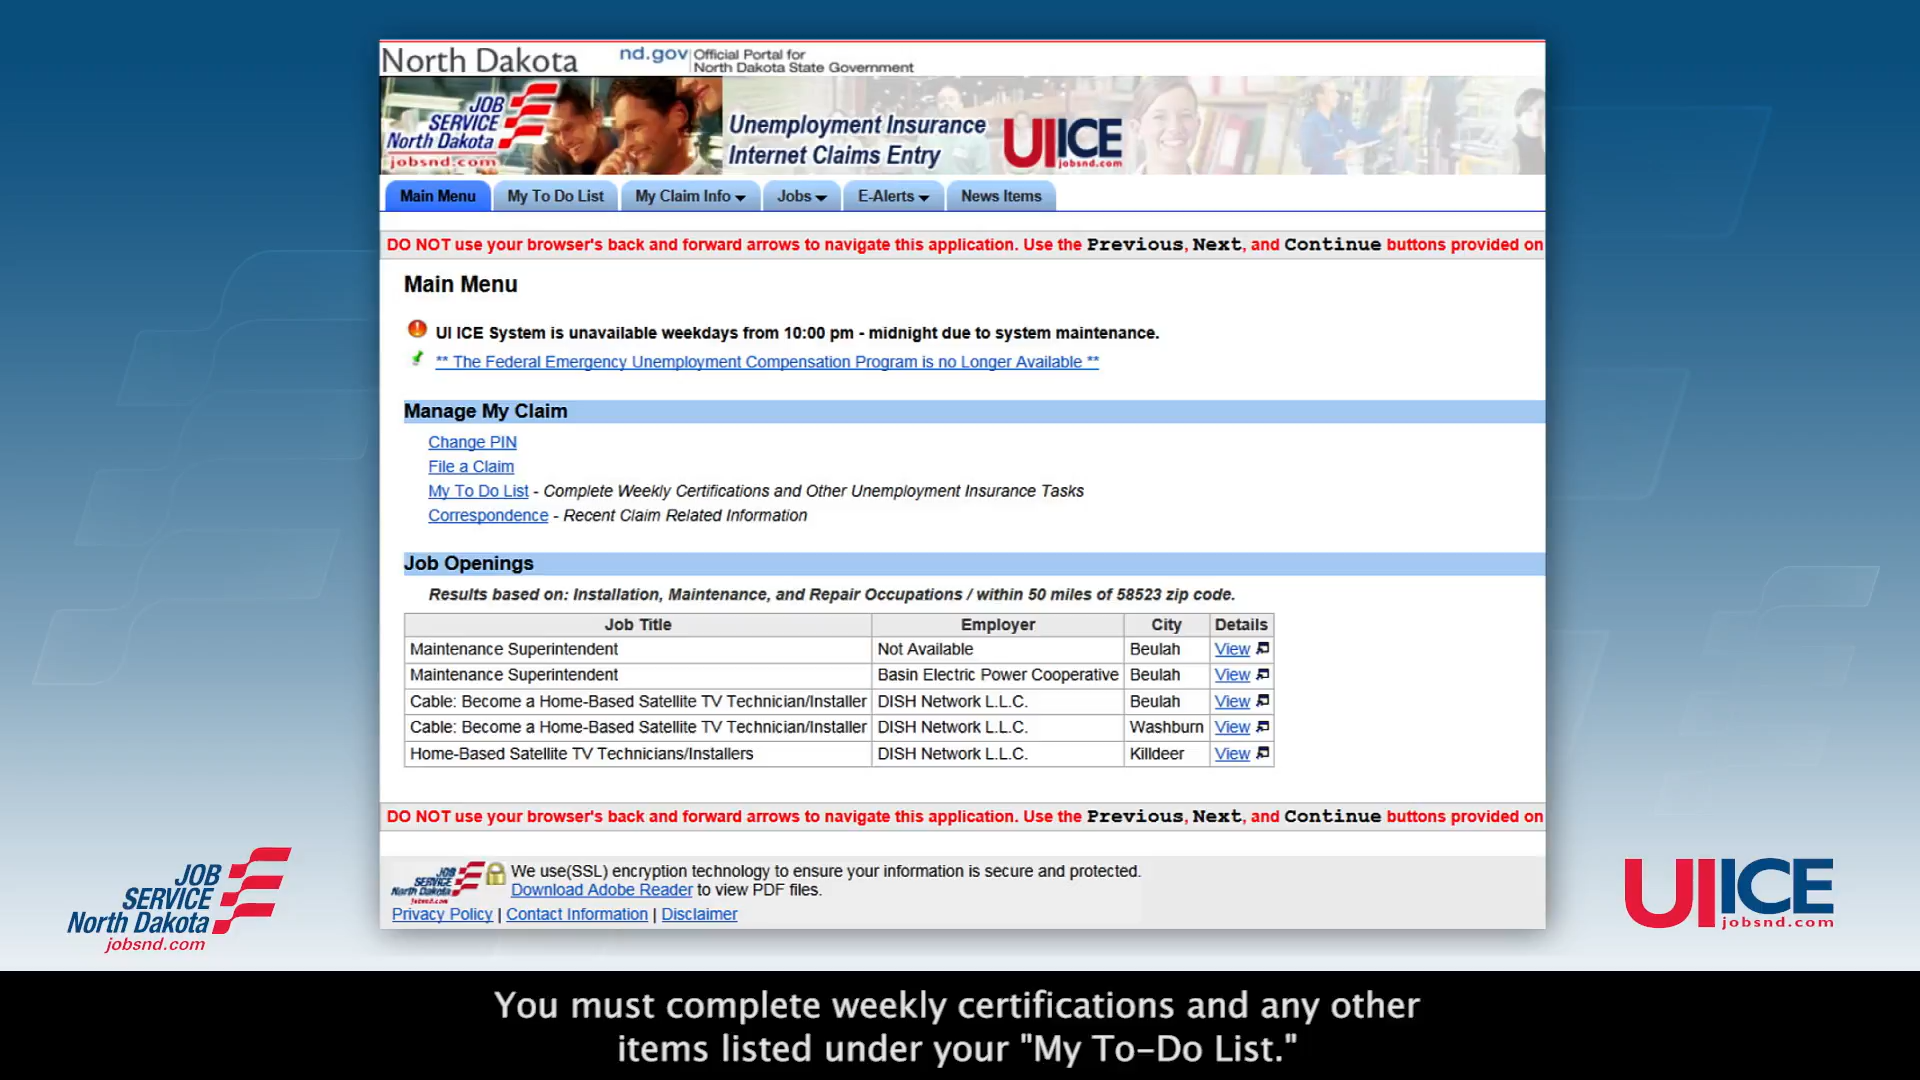 North Dakota
nd.gov Official Portal for
North Dakota State Government
JOB
SERVICE
North Dakota
jobsnd.com
Unemployment Insurance
Internet Claims Entry
UIICE
jobsnd.com
Main Menu My To Do List My Claim Info Jobs E-Alerts News Items
DO NOT use your browser's back and forward arrows to navigate this application. Use the Previous, Next, and Continue buttons provided on
Main Menu
UI ICE System is unavailable weekdays from 10:00 pm - midnight due to system maintenance.
** The Federal Emergency Unemployment Compensation Program is no Longer Available **
Manage My Claim
Change PIN
File a Claim
My To Do List - Complete Weekly Certifications and Other Unemployment Insurance Tasks
Correspondence - Recent Claim Related Information
Job Openings
Results based on: Installation, Maintenance, and Repair Occupations / within 50 miles of 58523 zip code.
Job Title Employer City Details
Maintenance Superintendent Not Available Beulah View
Maintenance Superintendent Basin Electric Power Cooperative Beulah View
Cable: Become a Home-Based Satellite TV Technician/Installer DISH Network L.L.C. Beulah View
Cable: Become a Home-Based Satellite TV Technician/Installer DISH Network L.L.C. Washburn View
Home-Based Satellite TV Technicians/Installers DISH Network L.L.C. Killdeer View
DO NOT use your browser's back and forward arrows to navigate this application. Use the Previous, Next, and Continue buttons provided on
JOB
SERVICE
North Dakota
jobsnd.com
We use(SSL) encryption technology to ensure your information is secure and protected.
Download Adobe Reader to view PDF files.
Privacy Policy | Contact Information | Disclaimer
JOB
SERVICE
North Dakota
jobsnd.com
UIICE
jobsnd.com
You must complete weekly certifications and any other
items listed under your "My To-Do List."